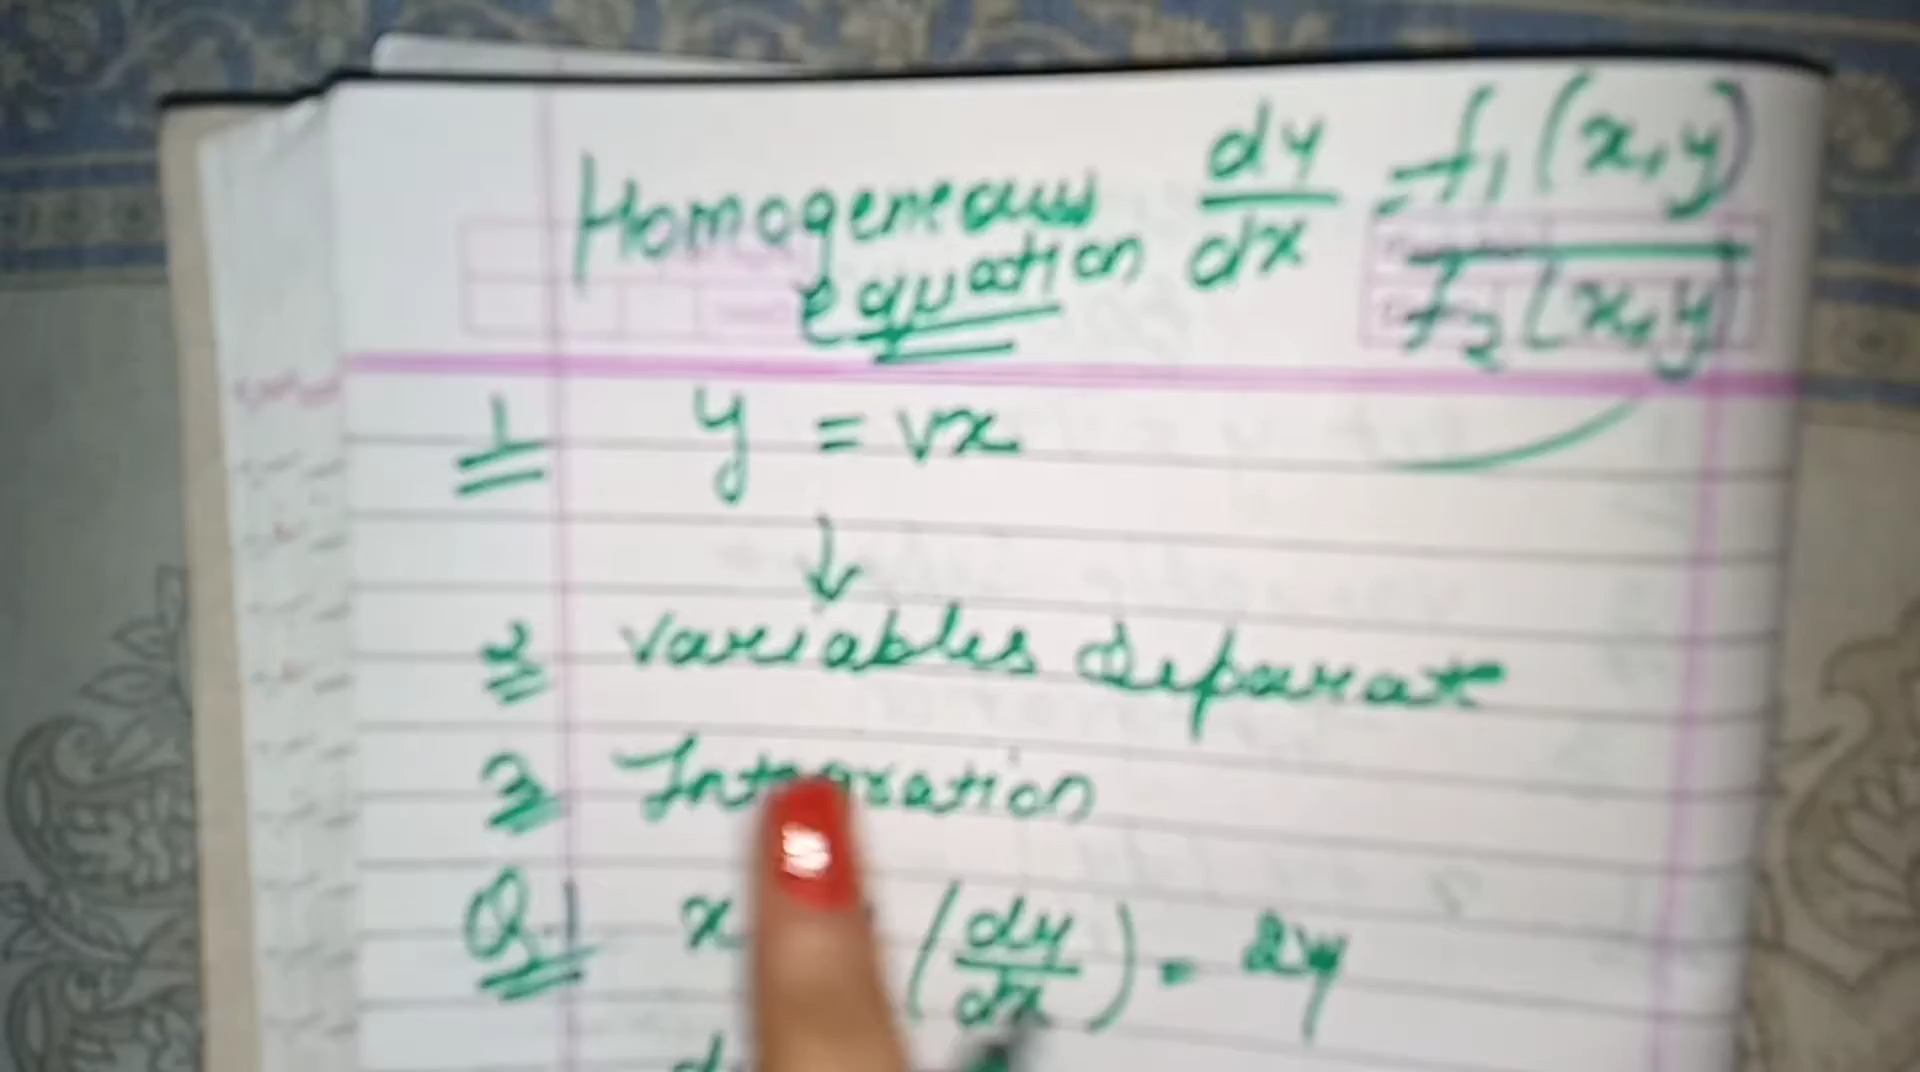 Homogeneous dy/dx = f₁(x,y)/f₂(x,y)
equation
1 y = vx
↓
2 Variables Separate
3 Integration
Q.1 x (dy/dx) = 2y